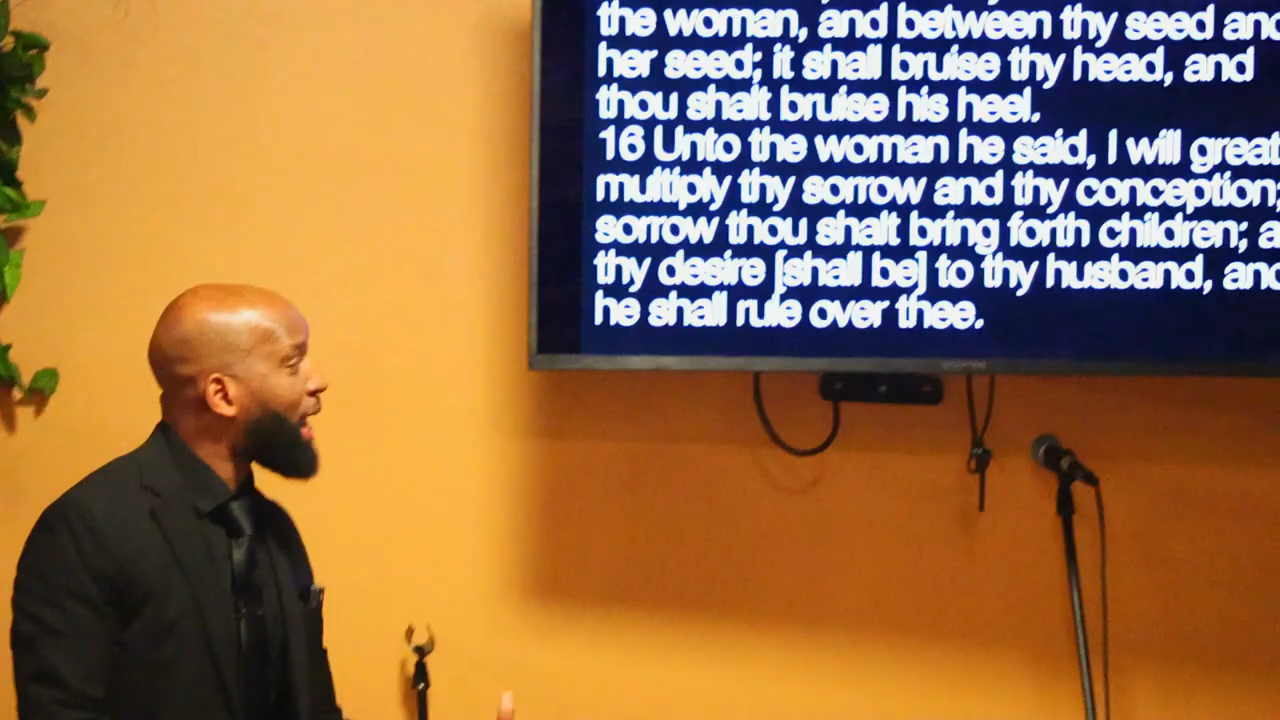 the woman, and between thy seed and
her seed; it shall bruise thy head, and
thou shalt bruise his heel.
16 Unto the woman he said, I will great
multiply thy sorrow and thy conception;
sorrow thou shalt bring forth children; a
thy desire [shall be] to thy husband, and
he shall rule over thee.